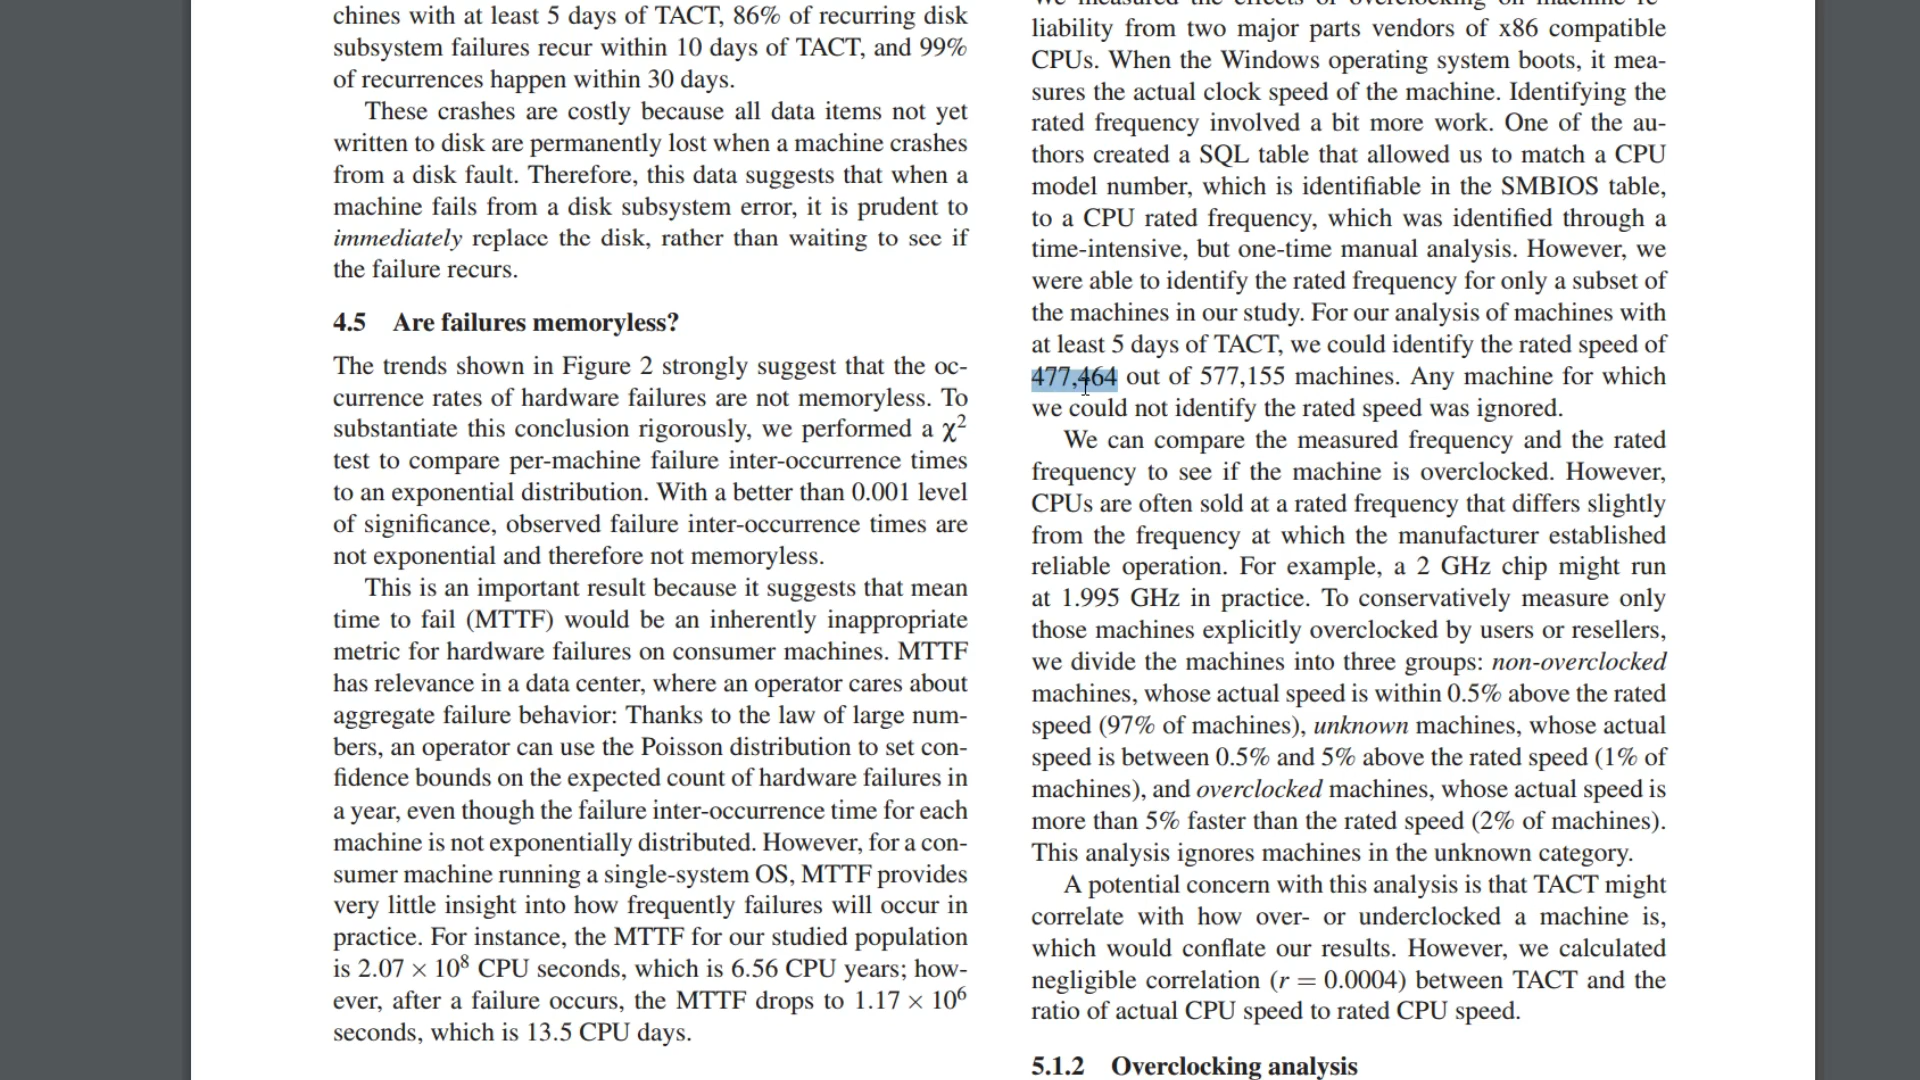 chines with at least 5 days of TACT, 86% of recurring disk
subsystem failures recur within 10 days of TACT, and 99%
of recurrences happen within 30 days.
These crashes are costly because all data items not yet
written to disk are permanently lost when a machine crashes
from a disk fault. Therefore, this data suggests that when a
machine fails from a disk subsystem error, it is prudent to
immediately replace the disk, rather than waiting to see if
the failure recurs.
4.5 Are failures memoryless?
The trends shown in Figure 2 strongly suggest that the oc-
currence rates of hardware failures are not memoryless. To
substantiate this conclusion rigorously, we performed a χ²
test to compare per-machine failure inter-occurrence times
to an exponential distribution. With a better than 0.001 level
of significance, observed failure inter-occurrence times are
not exponential and therefore not memoryless.
This is an important result because it suggests that mean
time to fail (MTTF) would be an inherently inappropriate
metric for hardware failures on consumer machines. MTTF
has relevance in a data center, where an operator cares about
aggregate failure behavior: Thanks to the law of large num-
bers, an operator can use the Poisson distribution to set con-
fidence bounds on the expected count of hardware failures in
a year, even though the failure inter-occurrence time for each
machine is not exponentially distributed. However, for a con-
sumer machine running a single-system OS, MTTF provides
very little insight into how frequently failures will occur in
practice. For instance, the MTTF for our studied population
is 2.07 × 10⁸ CPU seconds, which is 6.56 CPU years; how-
ever, after a failure occurs, the MTTF drops to 1.17 × 10⁶
seconds, which is 13.5 CPU days.
We measured the effects of overclocking on machine re-
liability from two major parts vendors of x86 compatible
CPUs. When the Windows operating system boots, it mea-
sures the actual clock speed of the machine. Identifying the
rated frequency involved a bit more work. One of the au-
thors created a SQL table that allowed us to match a CPU
model number, which is identifiable in the SMBIOS table,
to a CPU rated frequency, which was identified through a
time-intensive, but one-time manual analysis. However, we
were able to identify the rated frequency for only a subset of
the machines in our study. For our analysis of machines with
at least 5 days of TACT, we could identify the rated speed of
477,464 out of 577,155 machines. Any machine for which
we could not identify the rated speed was ignored.
We can compare the measured frequency and the rated
frequency to see if the machine is overclocked. However,
CPUs are often sold at a rated frequency that differs slightly
from the frequency at which the manufacturer established
reliable operation. For example, a 2 GHz chip might run
at 1.995 GHz in practice. To conservatively measure only
those machines explicitly overclocked by users or resellers,
we divide the machines into three groups: non-overclocked
machines, whose actual speed is within 0.5% above the rated
speed (97% of machines), unknown machines, whose actual
speed is between 0.5% and 5% above the rated speed (1% of
machines), and overclocked machines, whose actual speed is
more than 5% faster than the rated speed (2% of machines).
This analysis ignores machines in the unknown category.
A potential concern with this analysis is that TACT might
correlate with how over- or underclocked a machine is,
which would conflate our results. However, we calculated
negligible correlation (r = 0.0004) between TACT and the
ratio of actual CPU speed to rated CPU speed.
5.1.2 Overclocking analysis